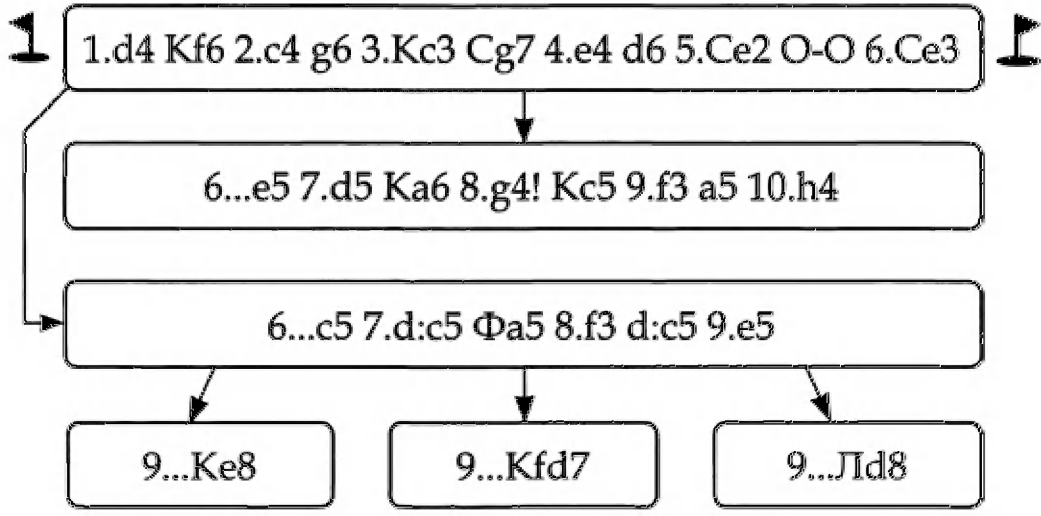 1.d4 Кf6 2.c4 g6 3.Кc3 Сg7 4.e4 d6 5.Сe2 O-O 6.Сe3
6...e5 7.d5 Кa6 8.g4! Кc5 9.f3 a5 10.h4
6...c5 7.d:c5 Фa5 8.f3 d:c5 9.e5
9...Кe8
9...Кfd7
9...Лd8